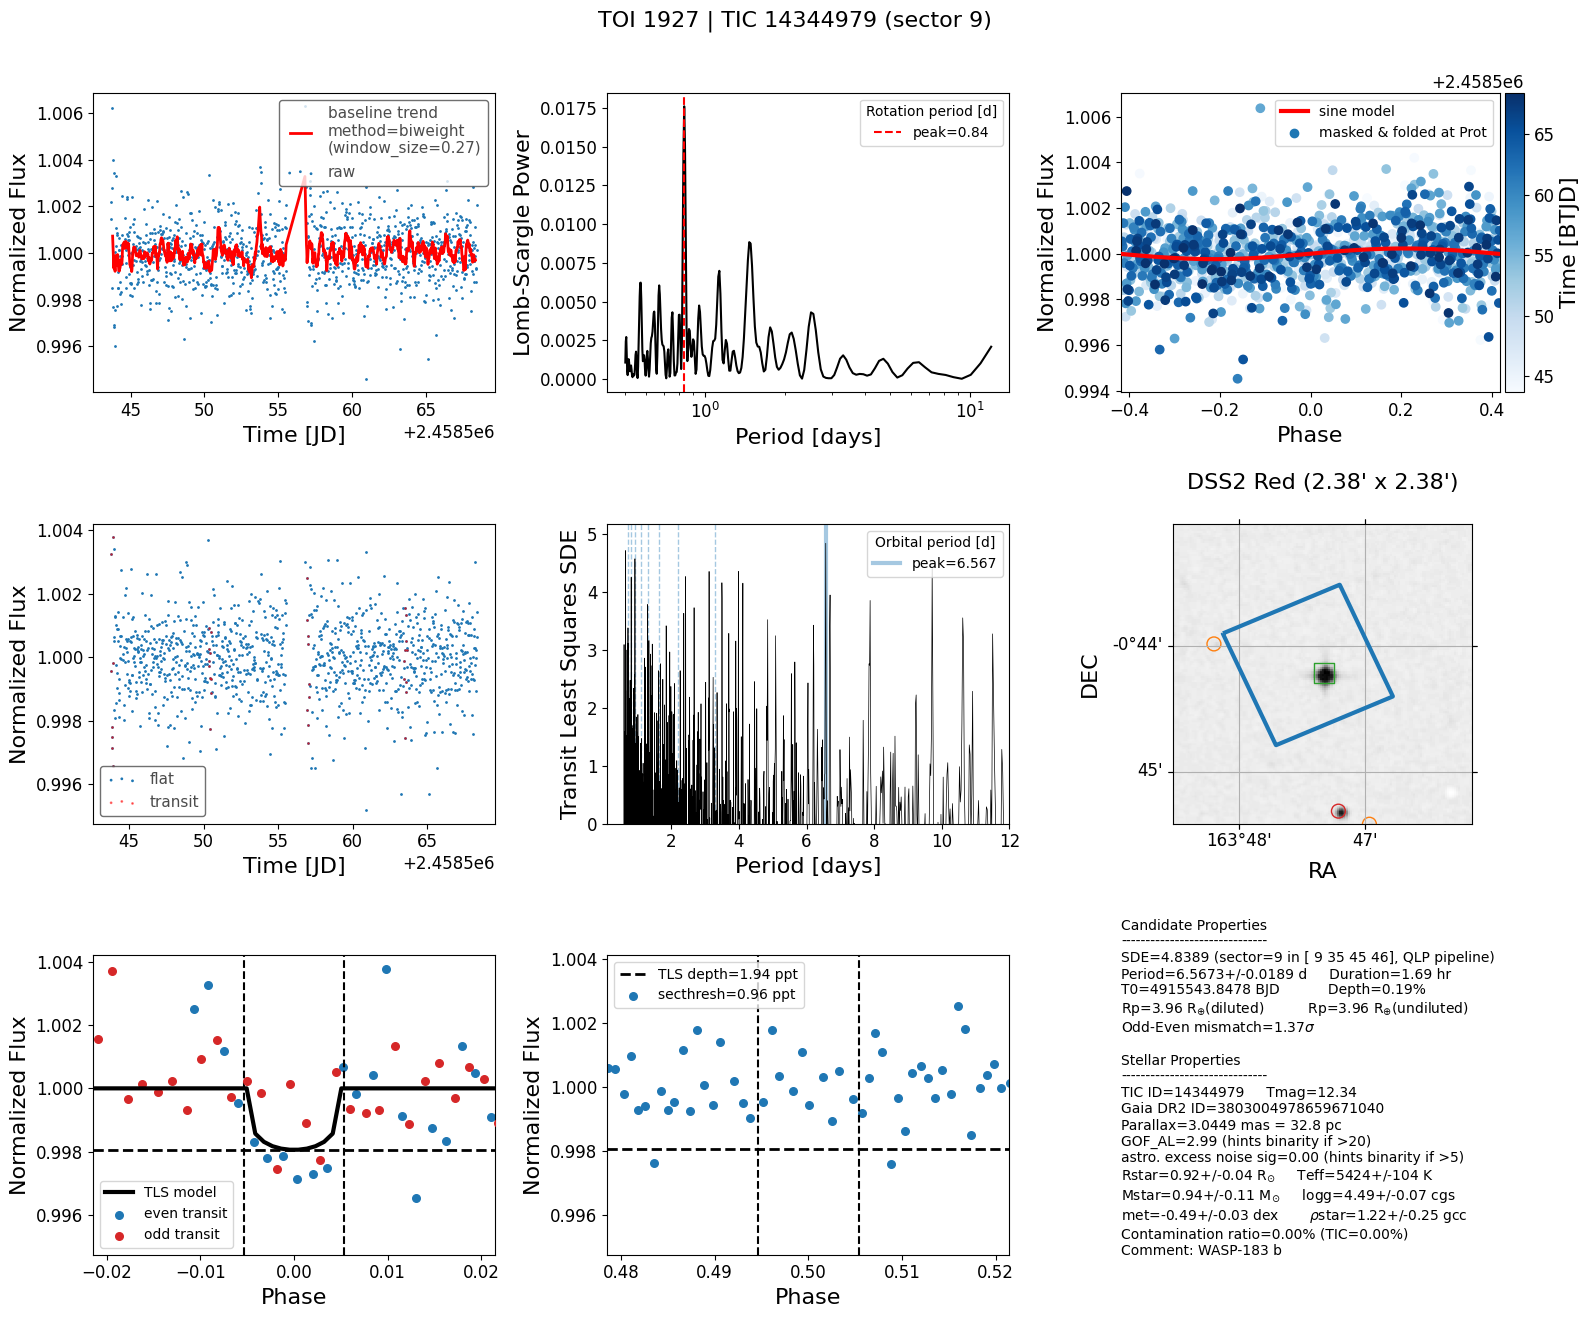 TOI 1927 | TIC 14344979 (sector 9)
Normalized Flux
1.006
1.004
1.002
1.000
0.998
0.996
baseline trend
method=biweight
(window_size=0.27)
raw
45 50 55 60 65
+2.4585e6
Time [JD]
Lomb-Scargle Power
0.0175
0.0150
0.0125
0.0100
0.0075
0.0050
0.0025
0.0000
Rotation period [d]
peak=0.84
10⁰ 10¹
Period [days]
Normalized Flux
1.006
1.004
1.002
1.000
0.998
0.996
0.994
sine model
masked & folded at Prot
−0.4 −0.2 0.0 0.2 0.4
Phase
+2.4585e6
65
60
55
50
45
Time [BTJD]
Normalized Flux
1.004
1.002
1.000
0.998
0.996
flat
transit
45 50 55 60 65
+2.4585e6
Time [JD]
Transit Least Squares SDE
5
4
3
2
1
0
Orbital period [d]
peak=6.567
2 4 6 8 10 12
Period [days]
DSS2 Red (2.38' x 2.38')
DEC
-0°44'
45'
163°48' 47'
RA
Normalized Flux
1.004
1.002
1.000
0.998
0.996
TLS model
even transit
odd transit
−0.02 −0.01 0.00 0.01 0.02
Phase
Normalized Flux
1.004
1.002
1.000
0.998
0.996
TLS depth=1.94 ppt
secthresh=0.96 ppt
0.48 0.49 0.50 0.51 0.52
Phase
Candidate Properties
------------------------------
SDE=4.8389 (sector=9 in [ 9 35 45 46], QLP pipeline)
Period=6.5673+/-0.0189 d Duration=1.69 hr
T0=4915543.8478 BJD Depth=0.19%
Rp=3.96 R⊕(diluted) Rp=3.96 R⊕(undiluted)
Odd-Even mismatch=1.37σ
Stellar Properties
------------------------------
TIC ID=14344979 Tmag=12.34
Gaia DR2 ID=3803004978659671040
Parallax=3.0449 mas = 32.8 pc
GOF_AL=2.99 (hints binarity if >20)
astro. excess noise sig=0.00 (hints binarity if >5)
Rstar=0.92+/-0.04 R⊙ Teff=5424+/-104 K
Mstar=0.94+/-0.11 M⊙ logg=4.49+/-0.07 cgs
met=-0.49+/-0.03 dex ρstar=1.22+/-0.25 gcc
Contamination ratio=0.00% (TIC=0.00%)
Comment: WASP-183 b